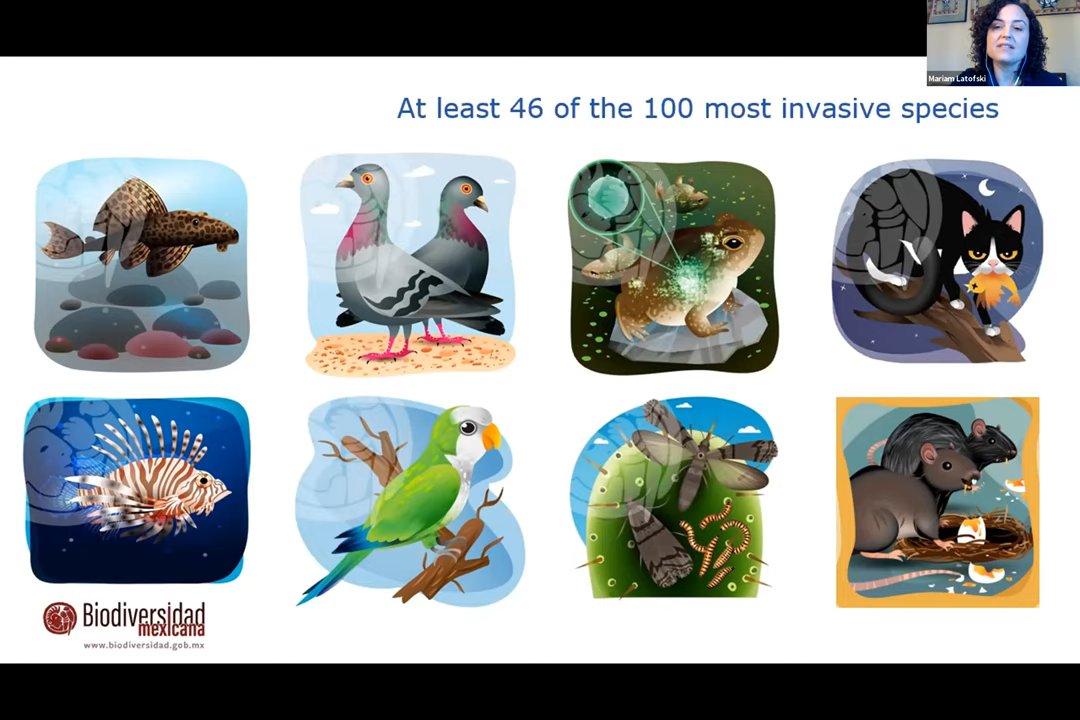 Mariam Latofski
At least 46 of the 100 most invasive species
Biodiversidad
mexicana
www.biodiversidad.gob.mx